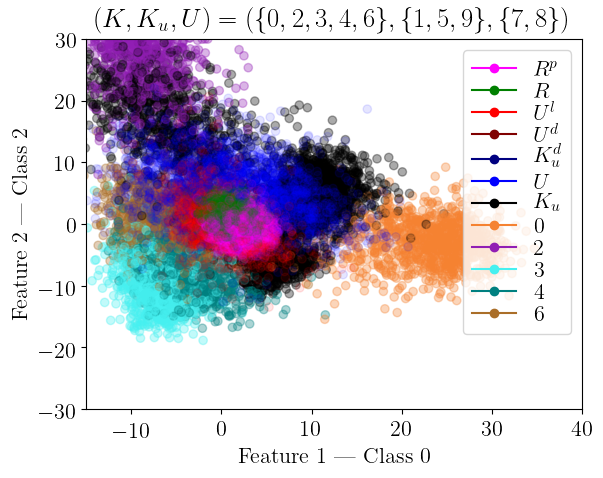 (K, K_u, U) = ({0, 2, 3, 4, 6}, {1, 5, 9}, {7, 8})
30
20
10
0
−10
−20
−30
−10
0
10
20
30
40
Feature 2 — Class 2
Feature 1 — Class 0
R^p
R
U^l
U^d
K_u^d
U
K_u
0
2
3
4
6